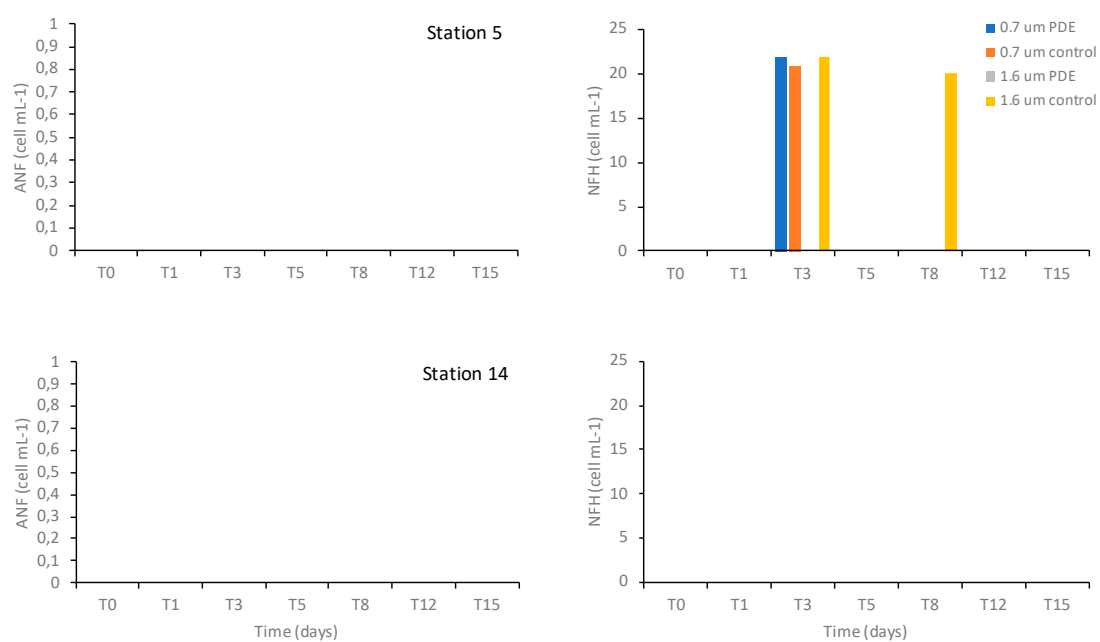 Station 5
ANF (cell mL-1)
1
0,9
0,8
0,7
0,6
0,5
0,4
0,3
0,2
0,1
0
T0 T1 T3 T5 T8 T12 T15
NFH (cell mL-1)
25
20
15
10
5
0
T0 T1 T3 T5 T8 T12 T15
0.7 um PDE
0.7 um control
1.6 um PDE
1.6 um control
Station 14
ANF (cell mL-1)
1
0,9
0,8
0,7
0,6
0,5
0,4
0,3
0,2
0,1
0
T0 T1 T3 T5 T8 T12 T15
Time (days)
NFH (cell mL-1)
25
20
15
10
5
0
T0 T1 T3 T5 T8 T12 T15
Time (days)